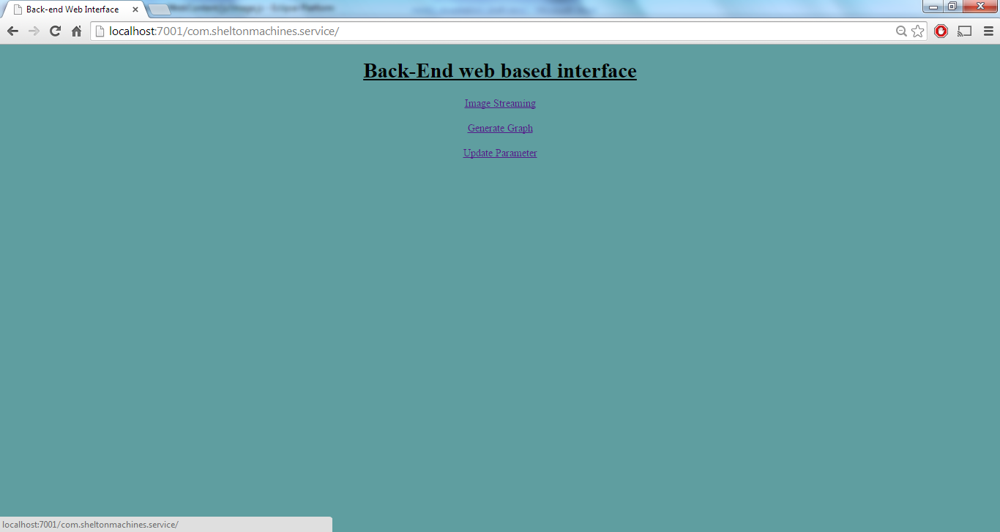 Back-end Web Interface
localhost:7001/com.sheltonmachines.service/
Back-End web based interface
Image Streaming
Generate Graph
Update Parameter
localhost:7001/com.sheltonmachines.service/